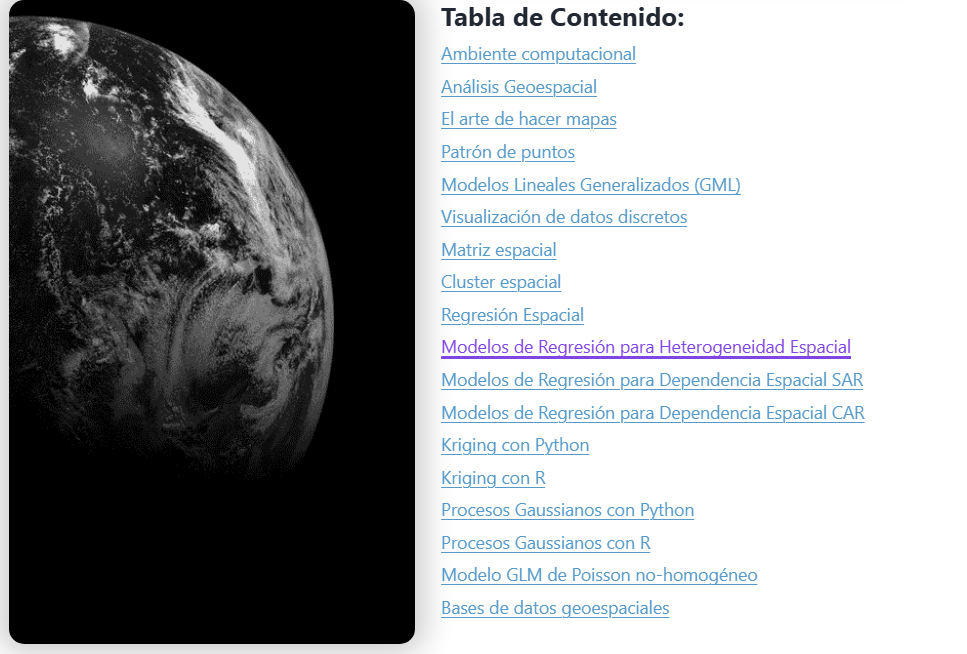 Tabla de Contenido:
Ambiente computacional
Análisis Geoespacial
El arte de hacer mapas
Patrón de puntos
Modelos Lineales Generalizados (GML)
Visualización de datos discretos
Matriz espacial
Cluster espacial
Regresión Espacial
Modelos de Regresión para Heterogeneidad Espacial
Modelos de Regresión para Dependencia Espacial SAR
Modelos de Regresión para Dependencia Espacial CAR
Kriging con Python
Kriging con R
Procesos Gaussianos con Python
Procesos Gaussianos con R
Modelo GLM de Poisson no-homogéneo
Bases de datos geoespaciales